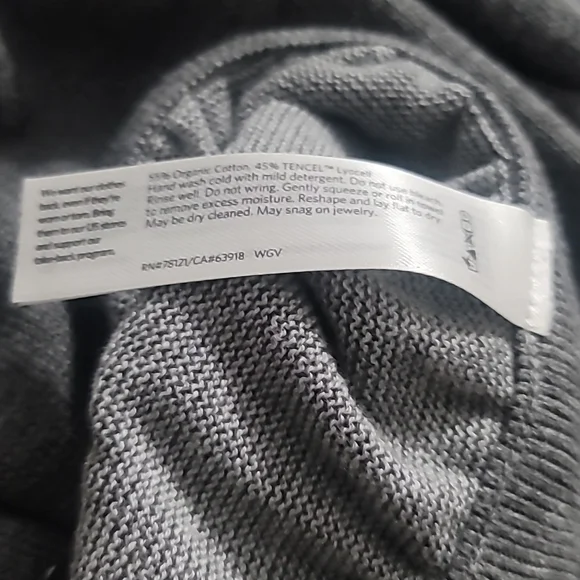 We want our clothes
back, even if they're
worn or torn. Bring
them to our US stores
and support our
take-back program.
55% Organic Cotton, 45% TENCEL™ Lyocell
Hand wash cold with mild detergent. Do not use bleach.
Rinse well. Do not wring. Gently squeeze or roll in towel
to remove excess moisture. Reshape and lay flat to dry.
May be dry cleaned. May snag on jewelry.
RN#78121/CA#63918 WGV